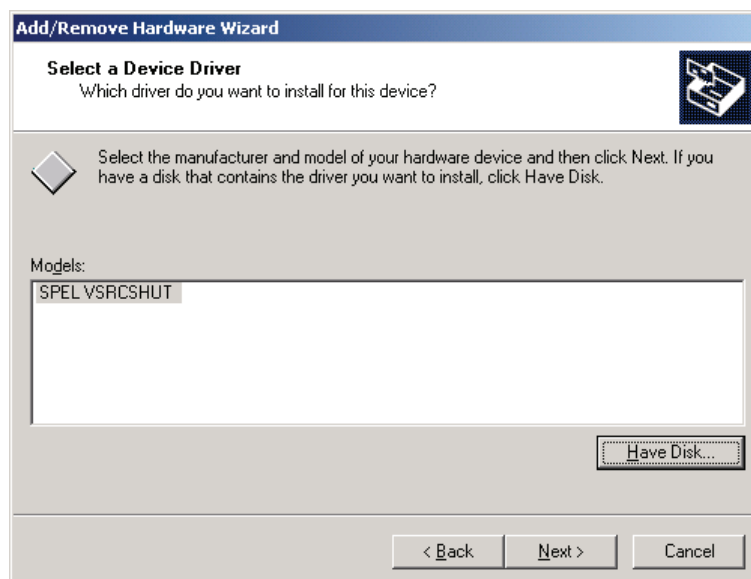 Add/Remove Hardware Wizard
Select a Device Driver
Which driver do you want to install for this device?
Select the manufacturer and model of your hardware device and then click Next. If you
have a disk that contains the driver you want to install, click Have Disk.
Models:
SPEL VSRCSHUT
Have Disk...
< Back
Next >
Cancel